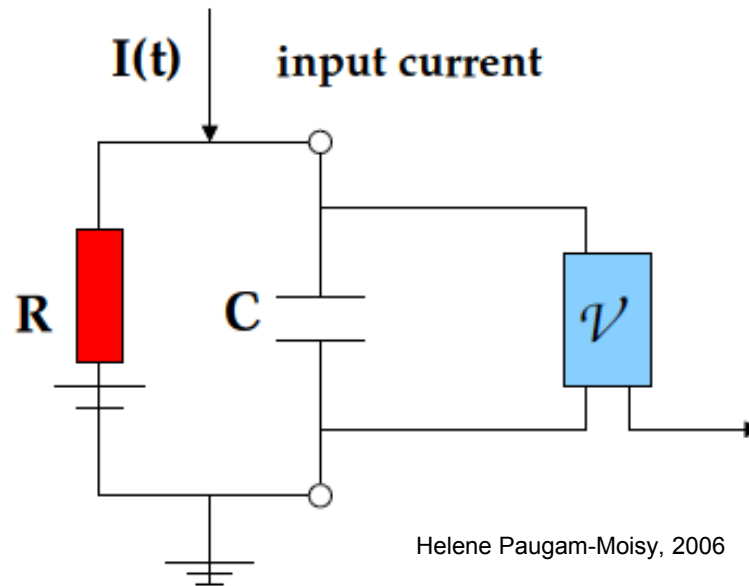 I(t) input current
R
C
𝒱
Helene Paugam-Moisy, 2006